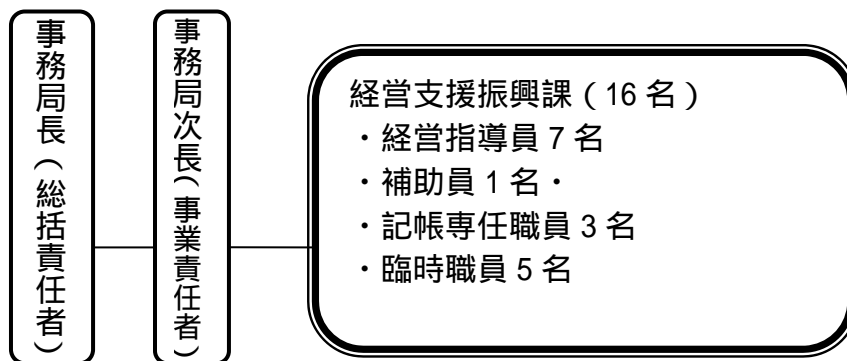 事務局長(総括責任者)
事務局次長(事業責任者)
経営支援振興課(16名)
・経営指導員7名
・補助員1名・
・記帳専任職員3名
・臨時職員5名